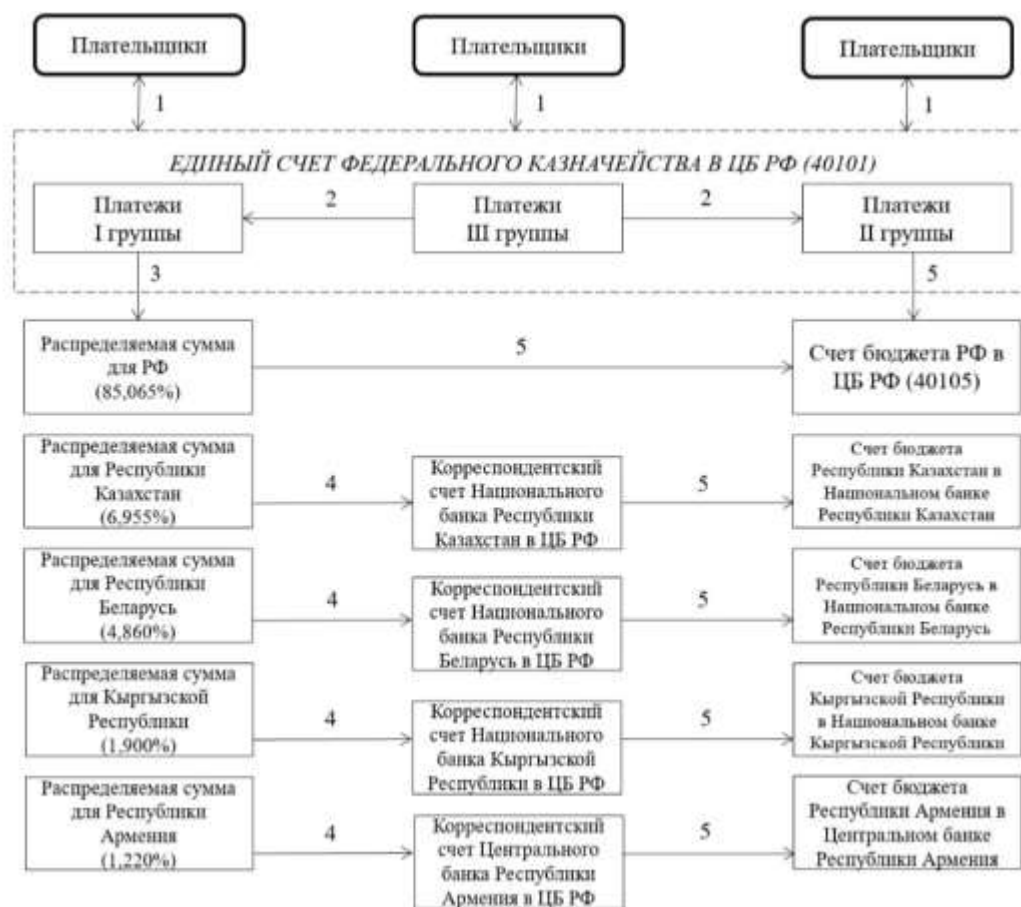 Плательщики
Плательщики
Плательщики
1
1
1
ЕДИНЫЙ СЧЕТ ФЕДЕРАЛЬНОГО КАЗНАЧЕЙСТВА В ЦБ РФ (40101)
Платежи
I группы
2
Платежи
III группы
2
Платежи
II группы
3
5
Распределяемая сумма
для РФ
(85,065%)
5
Счет бюджета РФ в
ЦБ РФ (40105)
Распределяемая сумма
для Республики
Казахстан
(6,955%)
4
Корреспондентский
счет Национального
банка Республики
Казахстан в ЦБ РФ
5
Счет бюджета
Республики Казахстан в
Национальном банке
Республики Казахстан
Распределяемая сумма
для Республики
Беларусь
(4,860%)
4
Корреспондентский
счет Национального
банка Республики
Беларусь в ЦБ РФ
5
Счет бюджета
Республики Беларусь в
Национальном банке
Республики Беларусь
Распределяемая сумма
для Кыргызской
Республики
(1,900%)
4
Корреспондентский
счет Национального
банка Кыргызской
Республики в ЦБ РФ
5
Счет бюджета
Кыргызской Республики
в Национальном банке
Кыргызской Республики
Распределяемая сумма
для Республики
Армения
(1,220%)
4
Корреспондентский
счет Центрального
банка Республики
Армения в ЦБ РФ
5
Счет бюджета
Республики Армения в
Центральном банке
Республики Армения